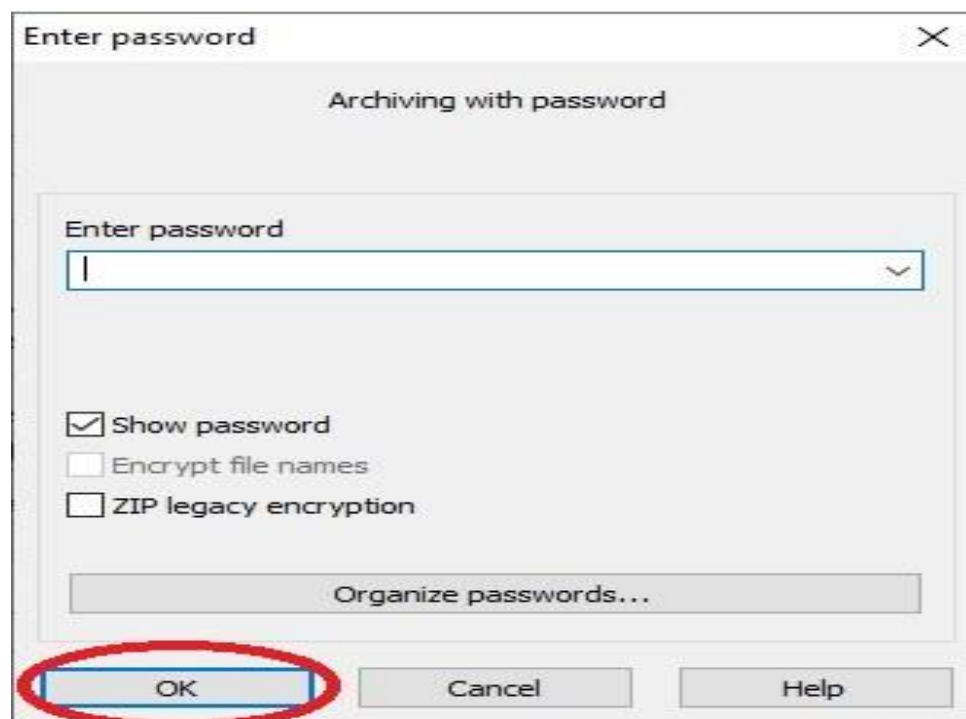 Enter password
Archiving with password
Enter password
Show password
Encrypt file names
ZIP legacy encryption
Organize passwords...
OK Cancel Help